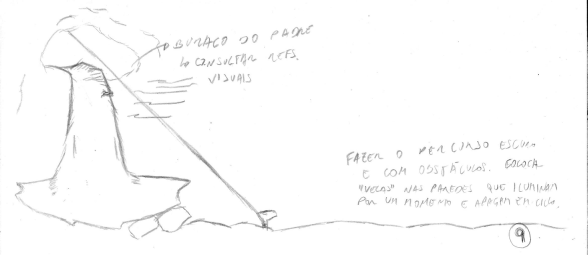 O BURACO DO PADRE
↳ CONSULTAR REFS.
VISUAIS
FAZER O PERCURSO ESCURO
E COM OBSTÁCULOS. COLOCA
"VELAS" NAS PAREDES QUE ILUMINAM
POR UM MOMENTO E APAGAM EM CICLO.
9